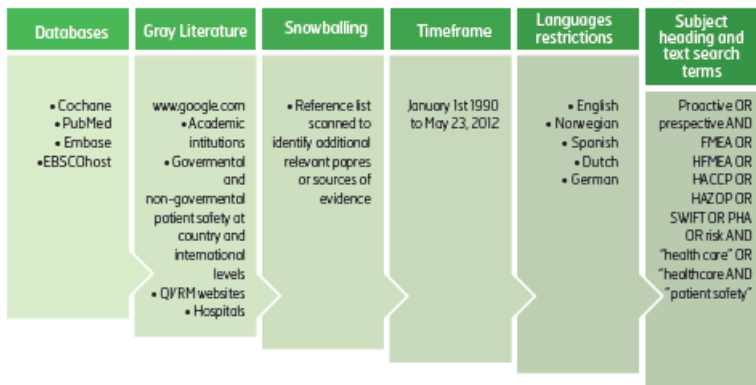 Databases
• Cochane
• PubMed
• Embase
•EBSCOhost
Gray Literature
www.google.com
• Academic
intitutions
• Govermental
and
non-govermental
patient safety at
country and
international
levels
• QI/RM websites
• Hospitals
Snowballing
• Reference list
scanned to
identify additional
relevant popres
or sources of
evidence
Timeframe
January 1st 1990
to May 23, 2012
Languages
restrictions
• English
• Norwegian
• Spanish
• Dutch
• German
Subject
heading and
text search
terms
Proactive OR
prespective AND
FMEA OR
HFMEA OR
HACCP OR
HAZOP OR
SWIFT OR PHA
OR risk AND
"health care" OR
"healthcare AND
"patient safety"